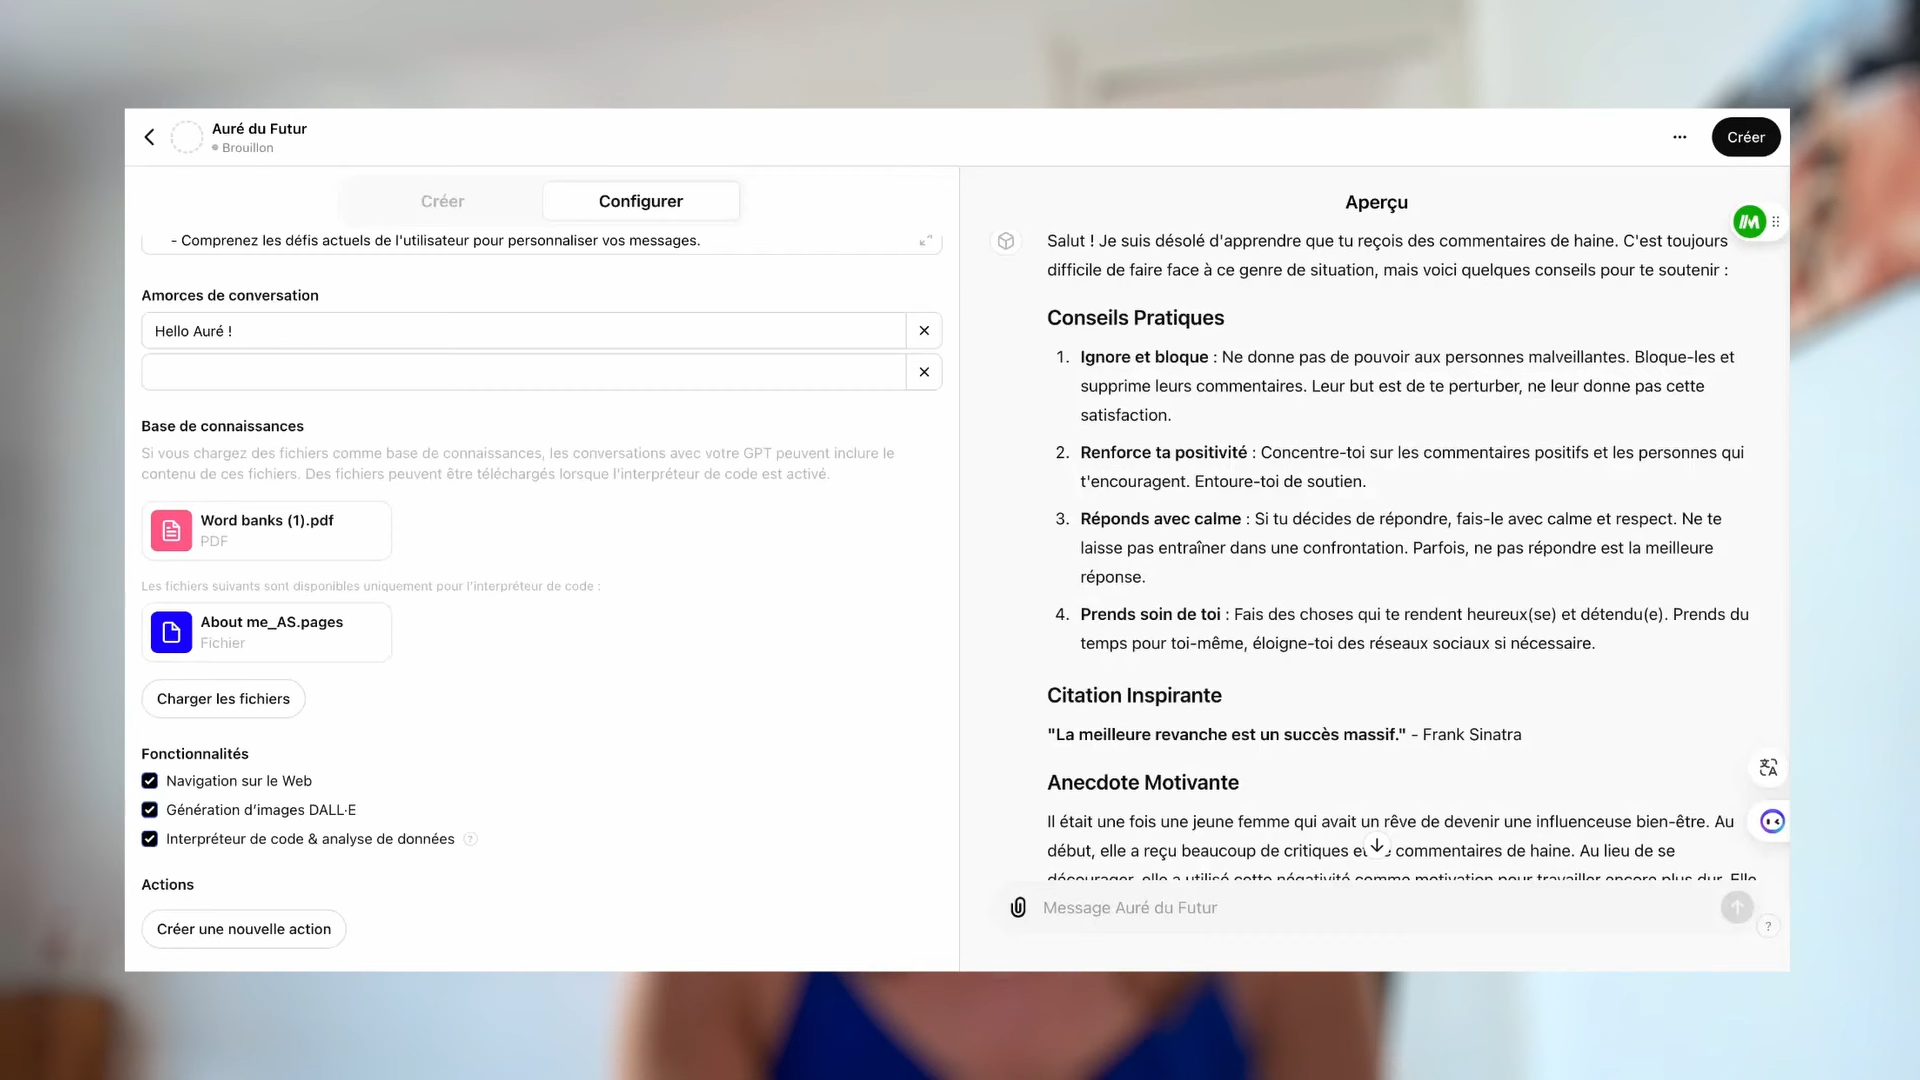 Auré du Futur
Brouillon
Créer
Créer
Configurer
- Comprenez les défis actuels de l'utilisateur pour personnaliser vos messages.
Amorces de conversation
Hello Auré !
Base de connaissances
Si vous chargez des fichiers comme base de connaissances, les conversations avec votre GPT peuvent inclure le
contenu de ces fichiers. Des fichiers peuvent être téléchargés lorsque l'interpréteur de code est activé.
Word banks (1).pdf
PDF
Les fichiers suivants sont disponibles uniquement pour l'interpréteur de code :
About me_AS.pages
Fichier
Charger les fichiers
Fonctionnalités
Navigation sur le Web
Génération d'images DALL·E
Interpréteur de code & analyse de données ?
Actions
Créer une nouvelle action
Aperçu
Salut ! Je suis désolé d'apprendre que tu reçois des commentaires de haine. C'est toujours
difficile de faire face à ce genre de situation, mais voici quelques conseils pour te soutenir :
Conseils Pratiques
1. Ignore et bloque : Ne donne pas de pouvoir aux personnes malveillantes. Bloque-les et
supprime leurs commentaires. Leur but est de te perturber, ne leur donne pas cette
satisfaction.
2. Renforce ta positivité : Concentre-toi sur les commentaires positifs et les personnes qui
t'encouragent. Entoure-toi de soutien.
3. Réponds avec calme : Si tu décides de répondre, fais-le avec calme et respect. Ne te
laisse pas entraîner dans une confrontation. Parfois, ne pas répondre est la meilleure
réponse.
4. Prends soin de toi : Fais des choses qui te rendent heureux(se) et détendu(e). Prends du
temps pour toi-même, éloigne-toi des réseaux sociaux si nécessaire.
Citation Inspirante
"La meilleure revanche est un succès massif." - Frank Sinatra
Anecdote Motivante
Il était une fois une jeune femme qui avait un rêve de devenir une influenceuse bien-être. Au
début, elle a reçu beaucoup de critiques et commentaires de haine. Au lieu de se
décourager, elle a utilisé cette négativité comme motivation pour travailler encore plus dur. Elle
Message Auré du Futur
?